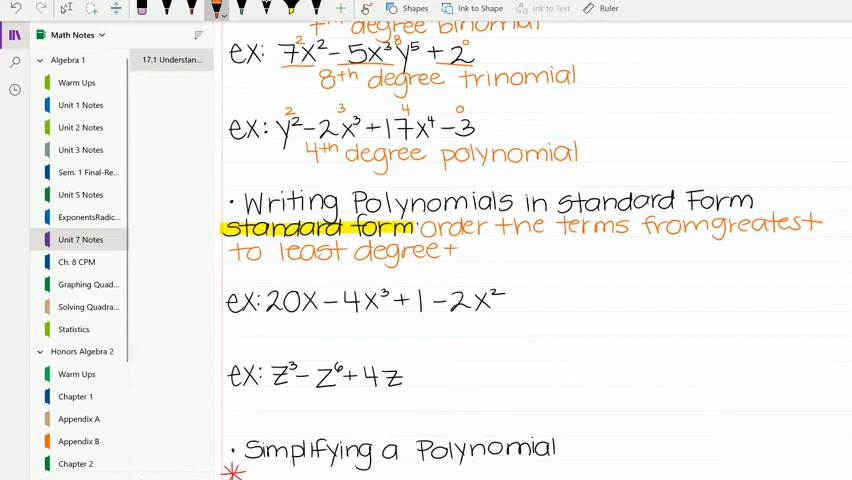 Shapes
Ink to Shape
Ink to Text
Ruler
Math Notes
17.1 Understan...
Algebra 1
Warm Ups
Unit 1 Notes
Unit 2 Notes
Unit 3 Notes
Sem. 1 Final-Re...
Unit 5 Notes
ExponentsRadic...
Unit 7 Notes
Ch. 8 CPM
Graphing Quad...
Solving Quadra...
Statistics
Honors Algebra 2
Warm Ups
Chapter 1
Appendix A
Appendix B
Chapter 2
degree binomial
2 8 0
ex: 7x² - 5x³y⁵ + 2
8th degree trinomial
2 3 4 0
ex: y² - 2x³ + 17x⁴ - 3
4th degree polynomial
· Writing Polynomials in standard Form
standard form: order the terms from greatest
to least degree +
ex: 20x - 4x³ + 1 - 2x²
ex: z³ - z⁶ + 4z
· Simplifying a Polynomial
*